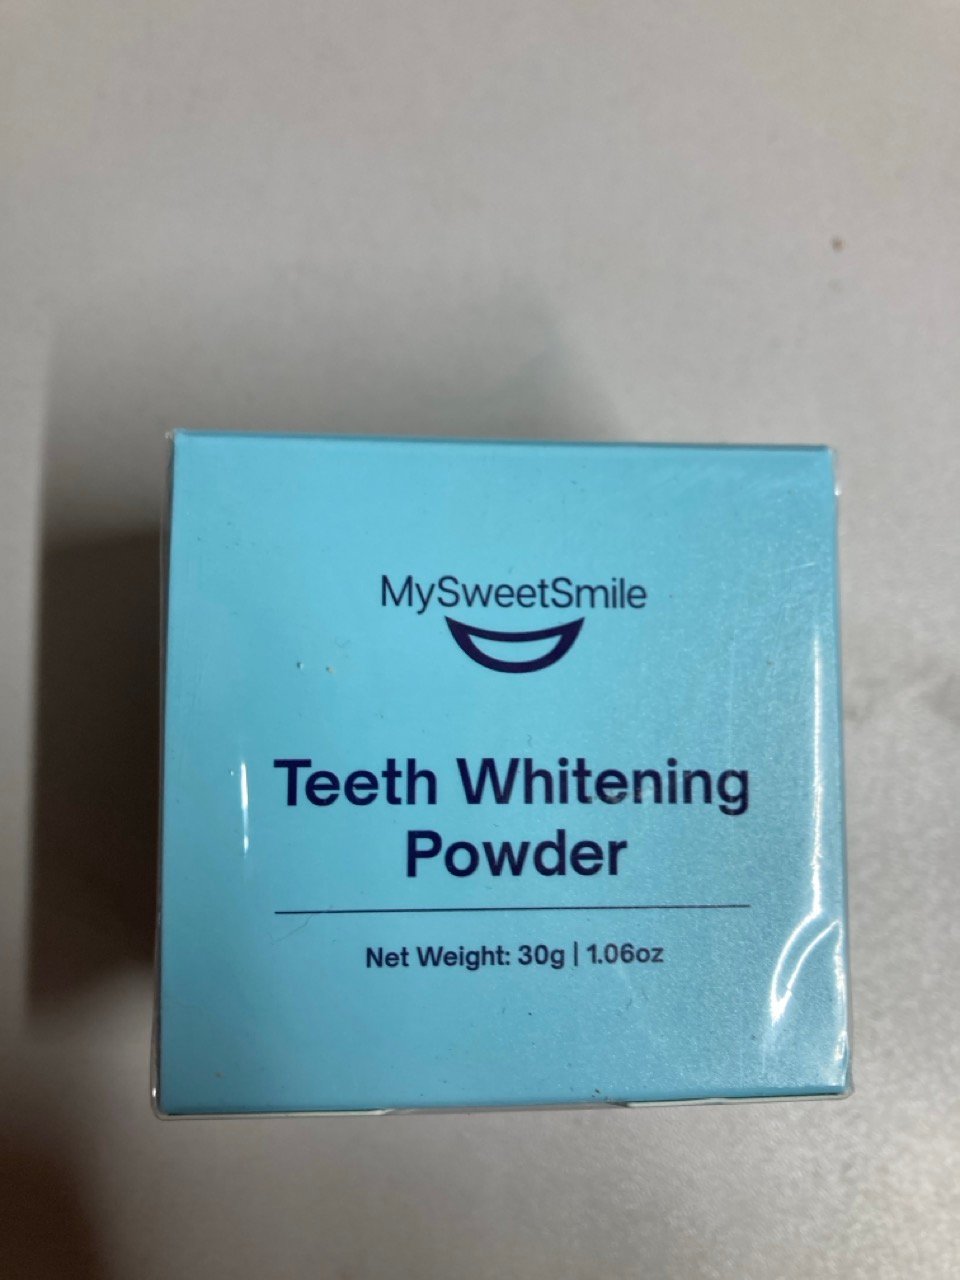 MySweetSmile
Teeth Whitening
Powder
Net Weight: 30g | 1.06oz